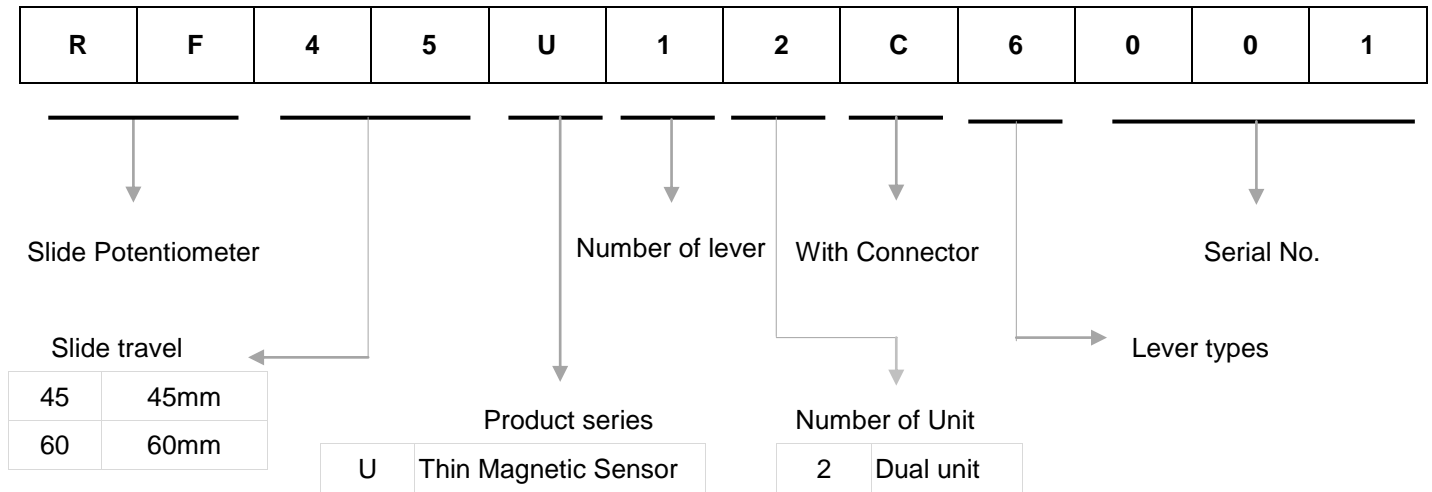 R F 4 5 U 1 2 C 6 0 0 1
Slide Potentiometer
Number of lever
With Connector
Serial No.
Slide travel
45 45mm
60 60mm
Lever types
Product series
U Thin Magnetic Sensor
Number of Unit
2 Dual unit